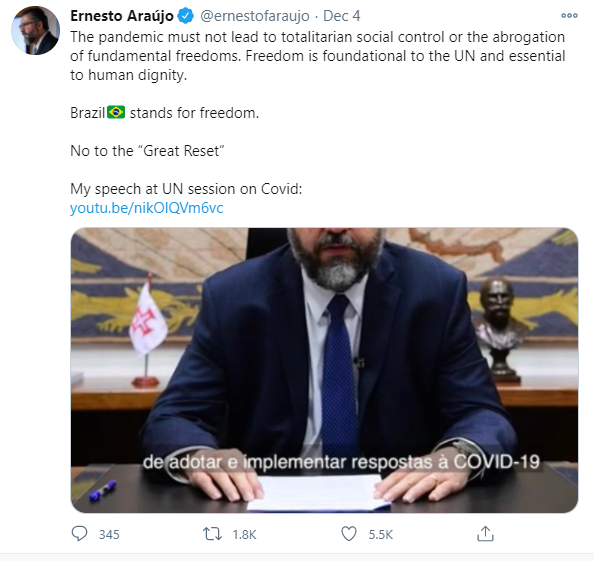 Ernesto Araújo @ernestofaraujo · Dec 4
The pandemic must not lead to totalitarian social control or the abrogation
of fundamental freedoms. Freedom is foundational to the UN and essential
to human dignity.
Brazil🇧🇷 stands for freedom.
No to the “Great Reset”
My speech at UN session on Covid:
youtu.be/nikOlQVm6vc
de adotar e implementar respostas à COVID-19
345 1.8K 5.5K